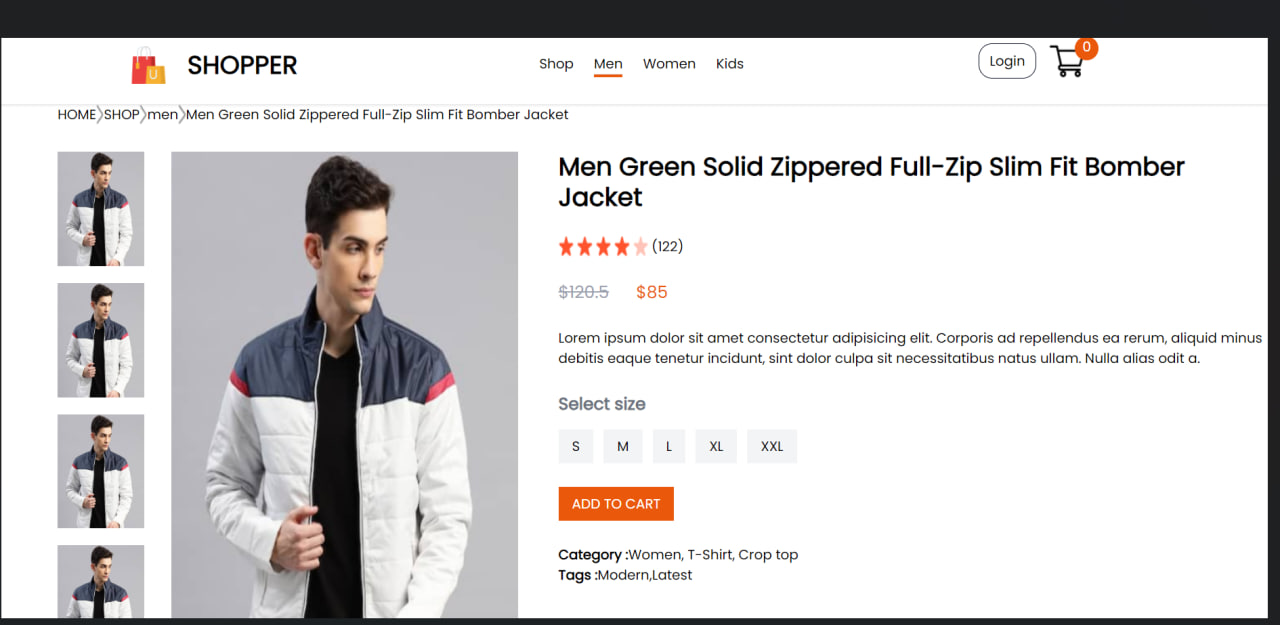 SHOPPER
Shop Men Women Kids
Login
0
HOME SHOP men Men Green Solid Zippered Full-Zip Slim Fit Bomber Jacket
Men Green Solid Zippered Full-Zip Slim Fit Bomber
Jacket
(122)
$120.5 $85
Lorem ipsum dolor sit amet consectetur adipisicing elit. Corporis ad repellendus ea rerum, aliquid minus
debitis eaque tenetur incidunt, sint dolor culpa sit necessitatibus natus ullam. Nulla alias odit a.
Select size
S M L XL XXL
ADD TO CART
Category :Women, T-Shirt, Crop top
Tags :Modern,Latest